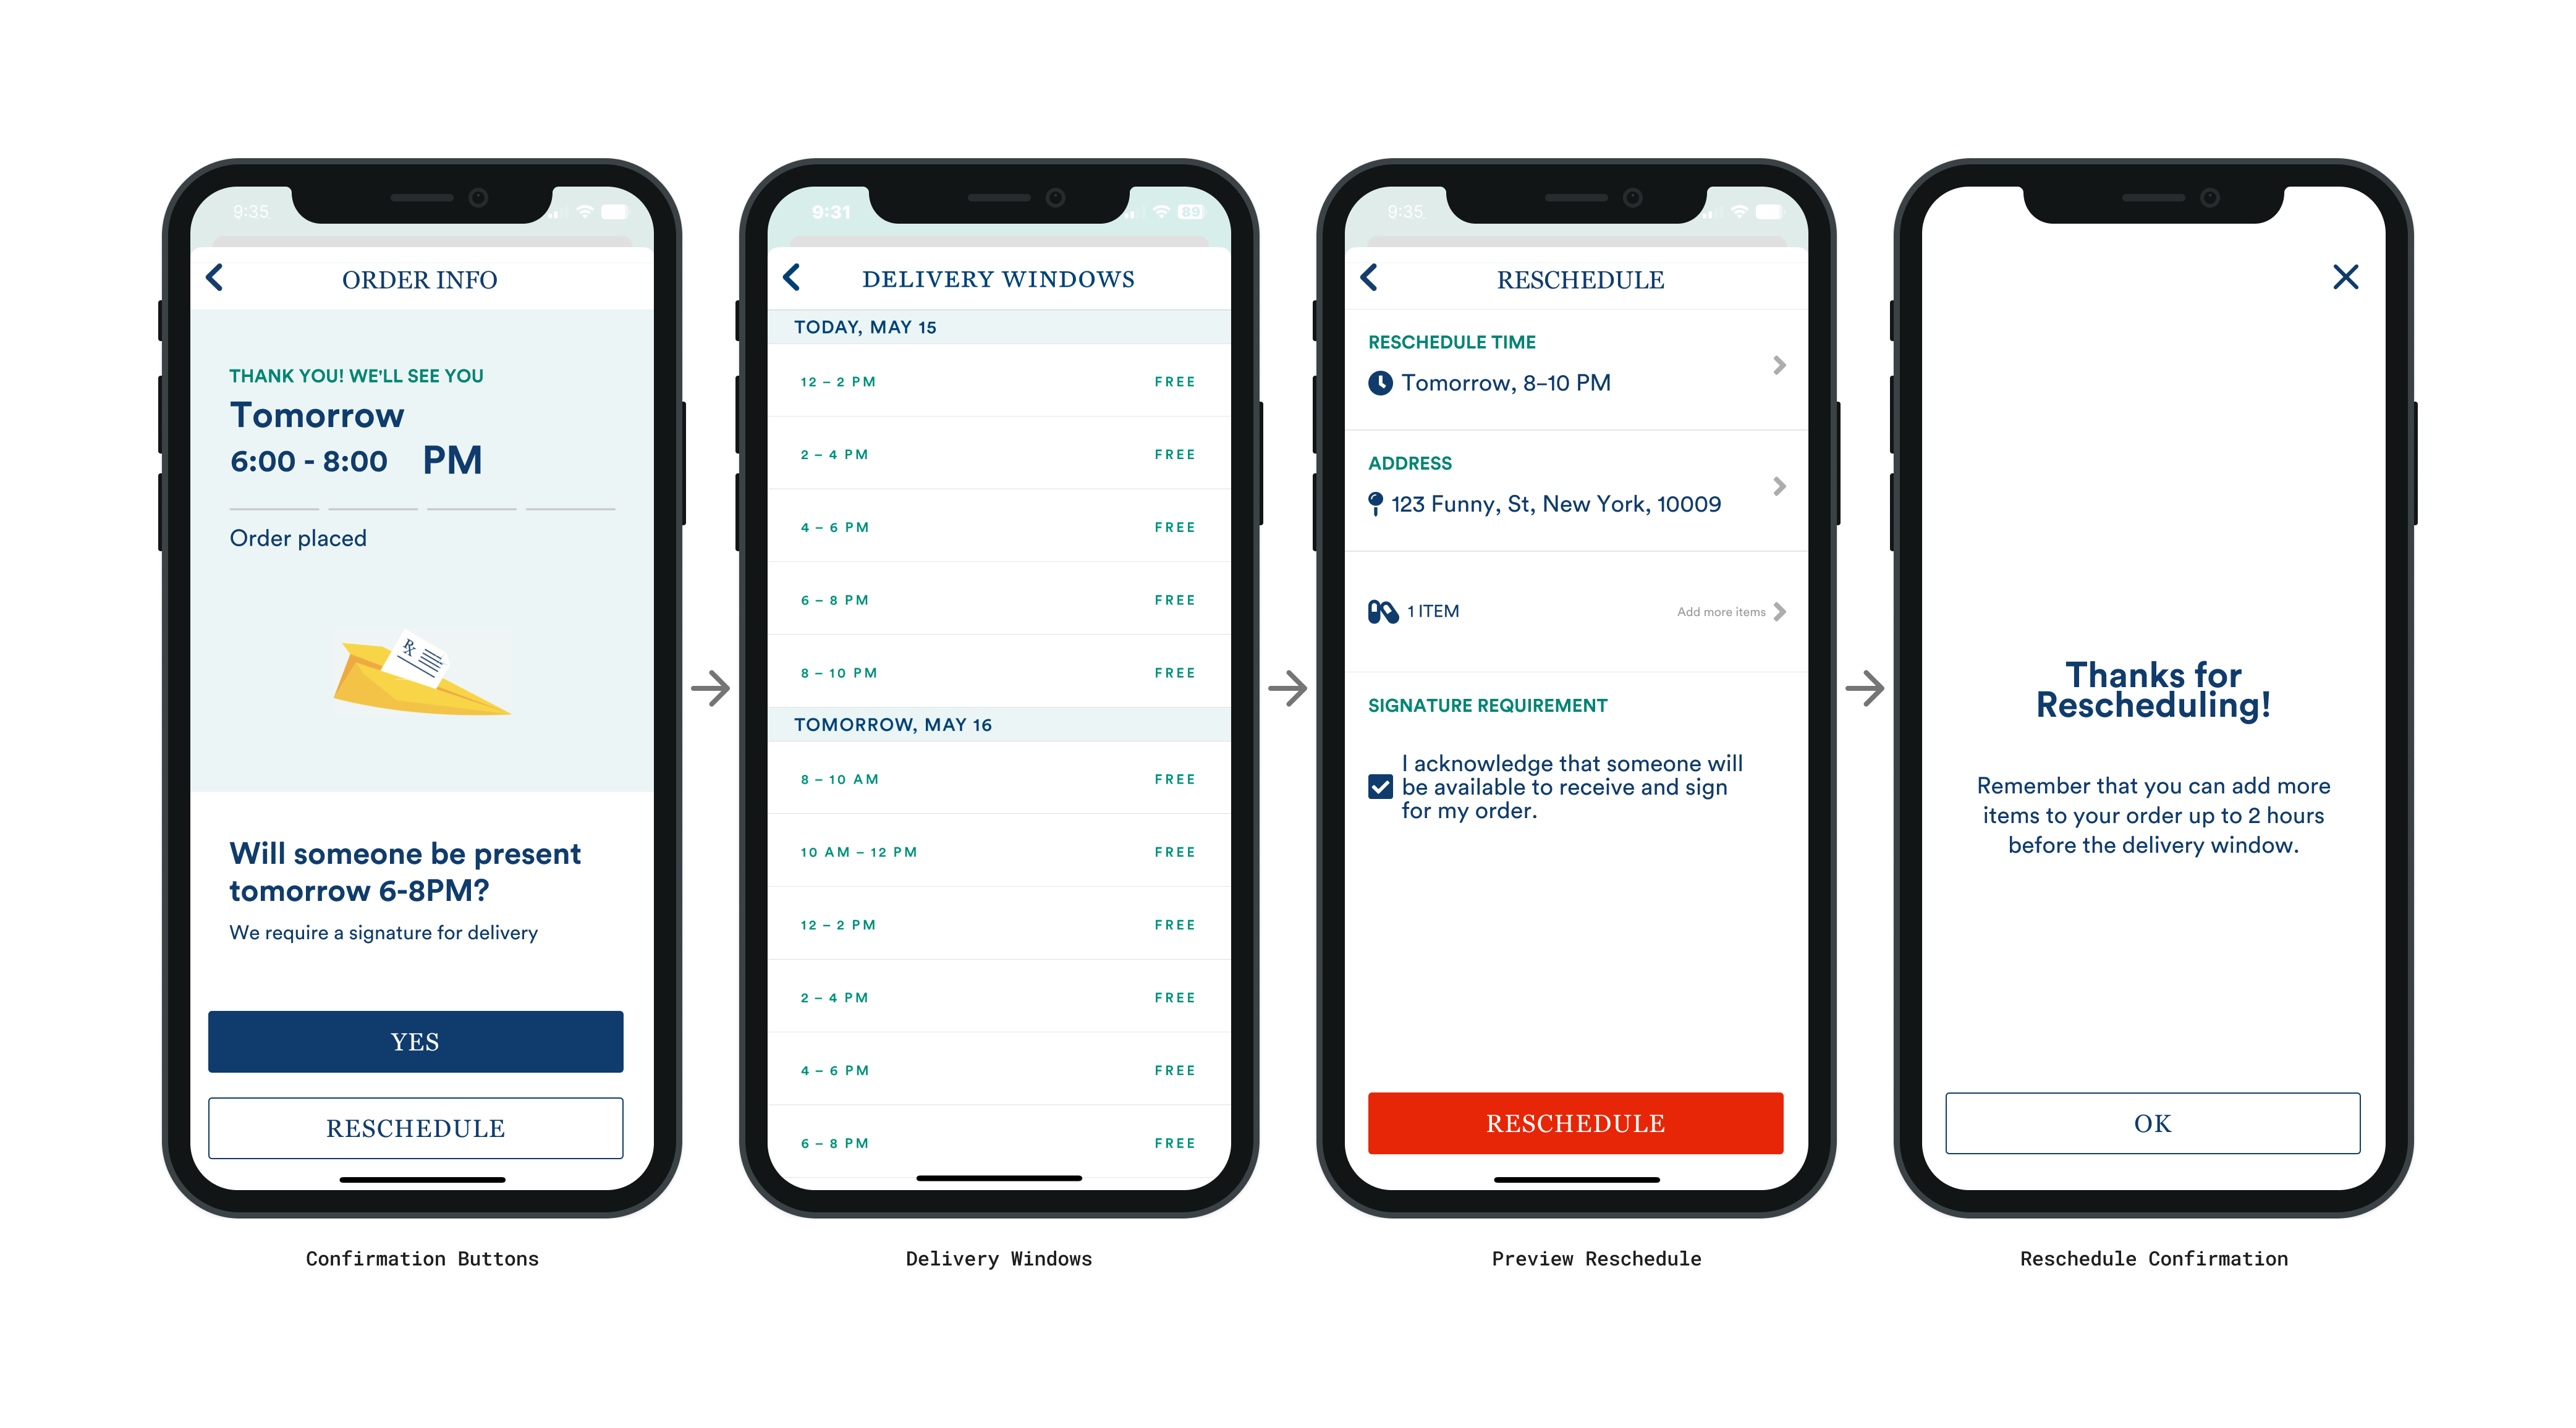 9:35
ORDER INFO
THANK YOU! WE'LL SEE YOU
Tomorrow
6:00 - 8:00 PM
Order placed
Rx
Will someone be present
tomorrow 6-8PM?
We require a signature for delivery
YES
RESCHEDULE
Confirmation Buttons
9:31
89
DELIVERY WINDOWS
TODAY, MAY 15
12 – 2 PM FREE
2 – 4 PM FREE
4 – 6 PM FREE
6 – 8 PM FREE
8 – 10 PM FREE
TOMORROW, MAY 16
8 – 10 AM FREE
10 AM – 12 PM FREE
12 – 2 PM FREE
2 – 4 PM FREE
4 – 6 PM FREE
6 – 8 PM FREE
Delivery Windows
9:35
RESCHEDULE
RESCHEDULE TIME
Tomorrow, 8–10 PM
ADDRESS
123 Funny, St, New York, 10009
1 ITEM Add more items
SIGNATURE REQUIREMENT
I acknowledge that someone will
be available to receive and sign
for my order.
RESCHEDULE
Preview Reschedule
Thanks for
Rescheduling!
Remember that you can add more
items to your order up to 2 hours
before the delivery window.
OK
Reschedule Confirmation